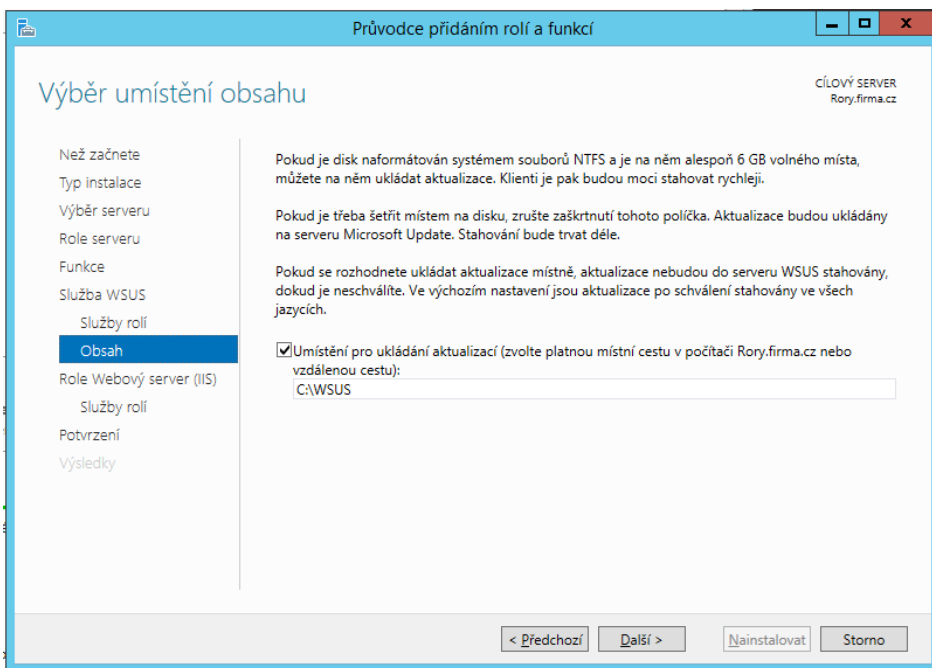 Průvodce přidáním rolí a funkcí
Výběr umístění obsahu
CÍLOVÝ SERVER
Rory.firma.cz
Než začnete
Typ instalace
Výběr serveru
Role serveru
Funkce
Služba WSUS
Služby rolí
Obsah
Role Webový server (IIS)
Služby rolí
Potvrzení
Výsledky
Pokud je disk naformátován systémem souborů NTFS a je na něm alespoň 6 GB volného místa,
můžete na něm ukládat aktualizace. Klienti je pak budou moci stahovat rychleji.
Pokud je třeba šetřit místem na disku, zrušte zaškrtnutí tohoto políčka. Aktualizace budou ukládány
na serveru Microsoft Update. Stahování bude trvat déle.
Pokud se rozhodnete ukládat aktualizace místně, aktualizace nebudou do serveru WSUS stahovány,
dokud je neschválíte. Ve výchozím nastavení jsou aktualizace po schválení stahovány ve všech
jazycích.
Umístění pro ukládání aktualizací (zvolte platnou místní cestu v počítači Rory.firma.cz nebo
vzdálenou cestu):
C:\WSUS
< Předchozí
Další >
Nainstalovat
Storno